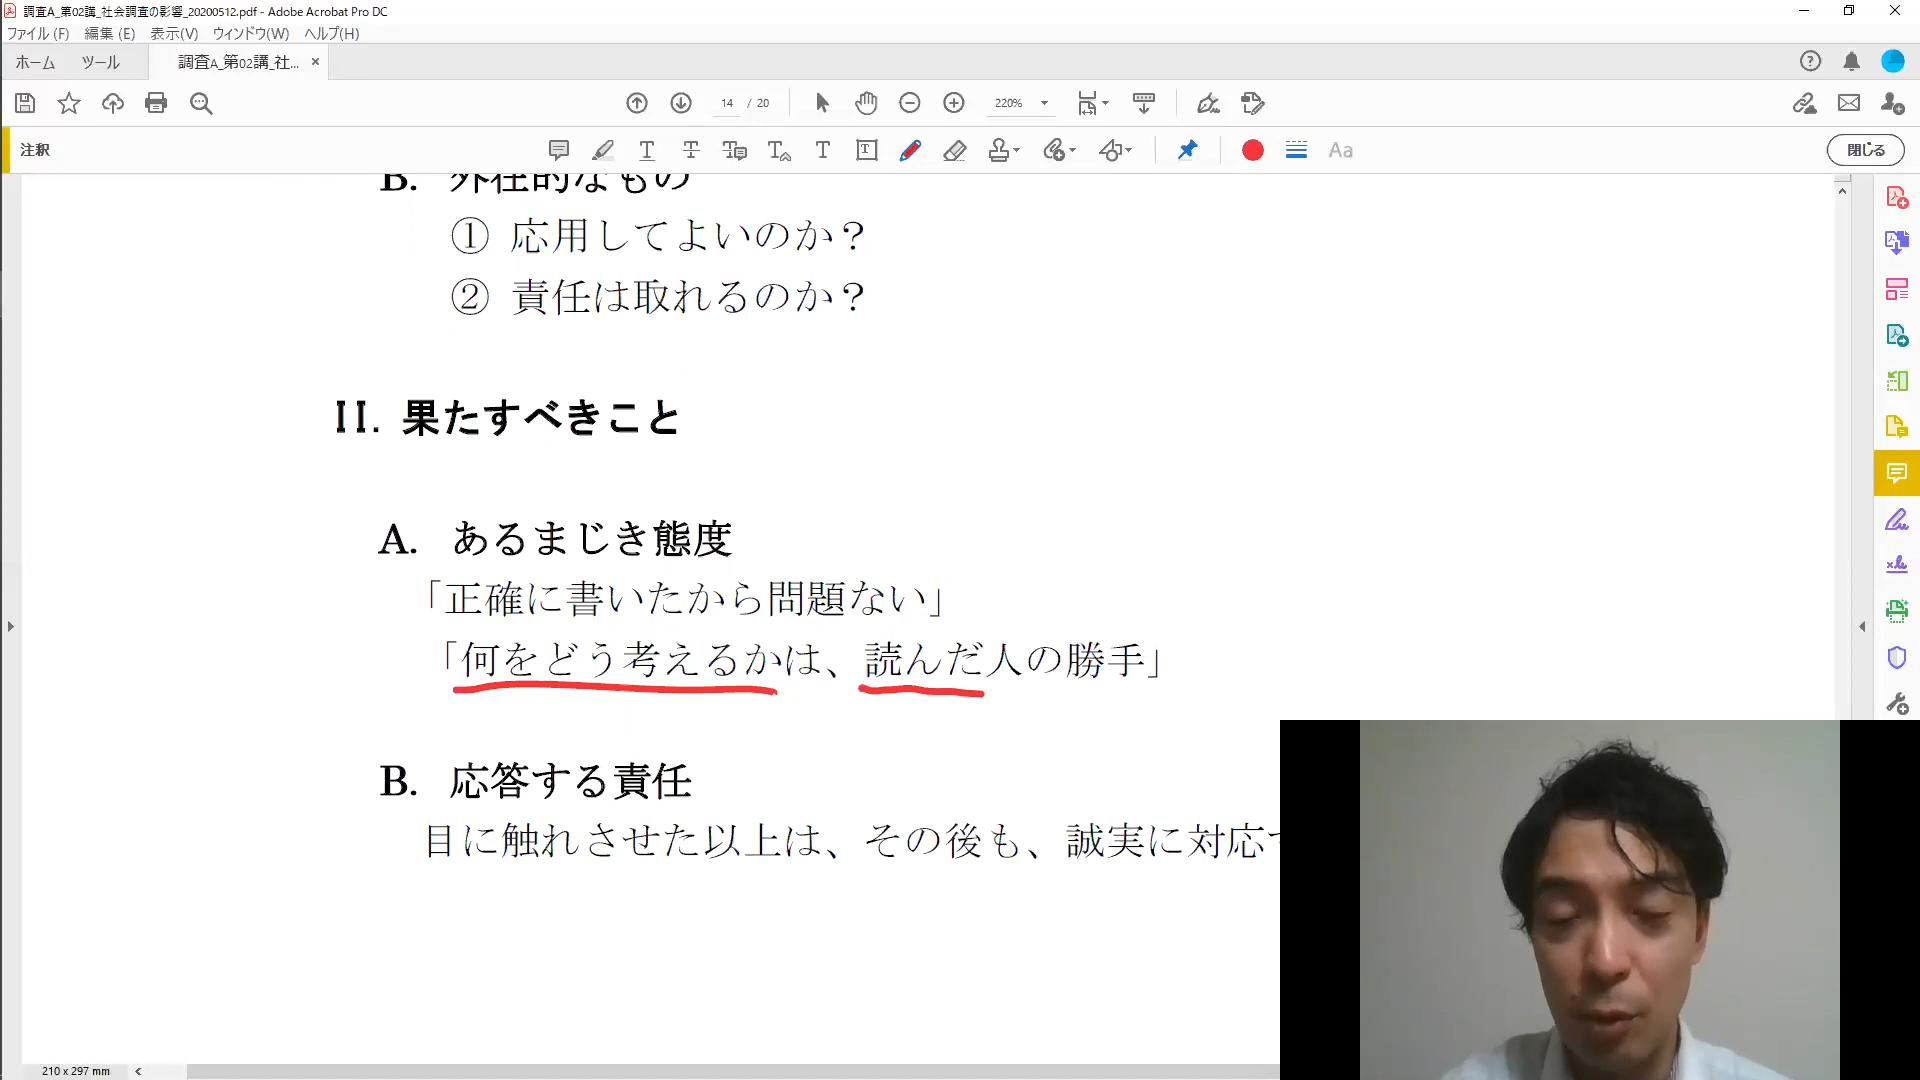 調査A_第02講_社会調査の影響_20200512.pdf - Adobe Acrobat Pro DC
ファイル(F) 編集(E) 表示(V) ウィンドウ(W) ヘルプ(H)
ホーム ツール 調査A_第02講_社... ×
14 / 20 220%
注釈 Aa 閉じる
B. 外在的なもの
① 応用してよいのか？
② 責任は取れるのか？
II. 果たすべきこと
A. あるまじき態度
「正確に書いたから問題ない」
「何をどう考えるかは、読んだ人の勝手」
B. 応答する責任
目に触れさせた以上は、その後も、誠実に対応
210 x 297 mm